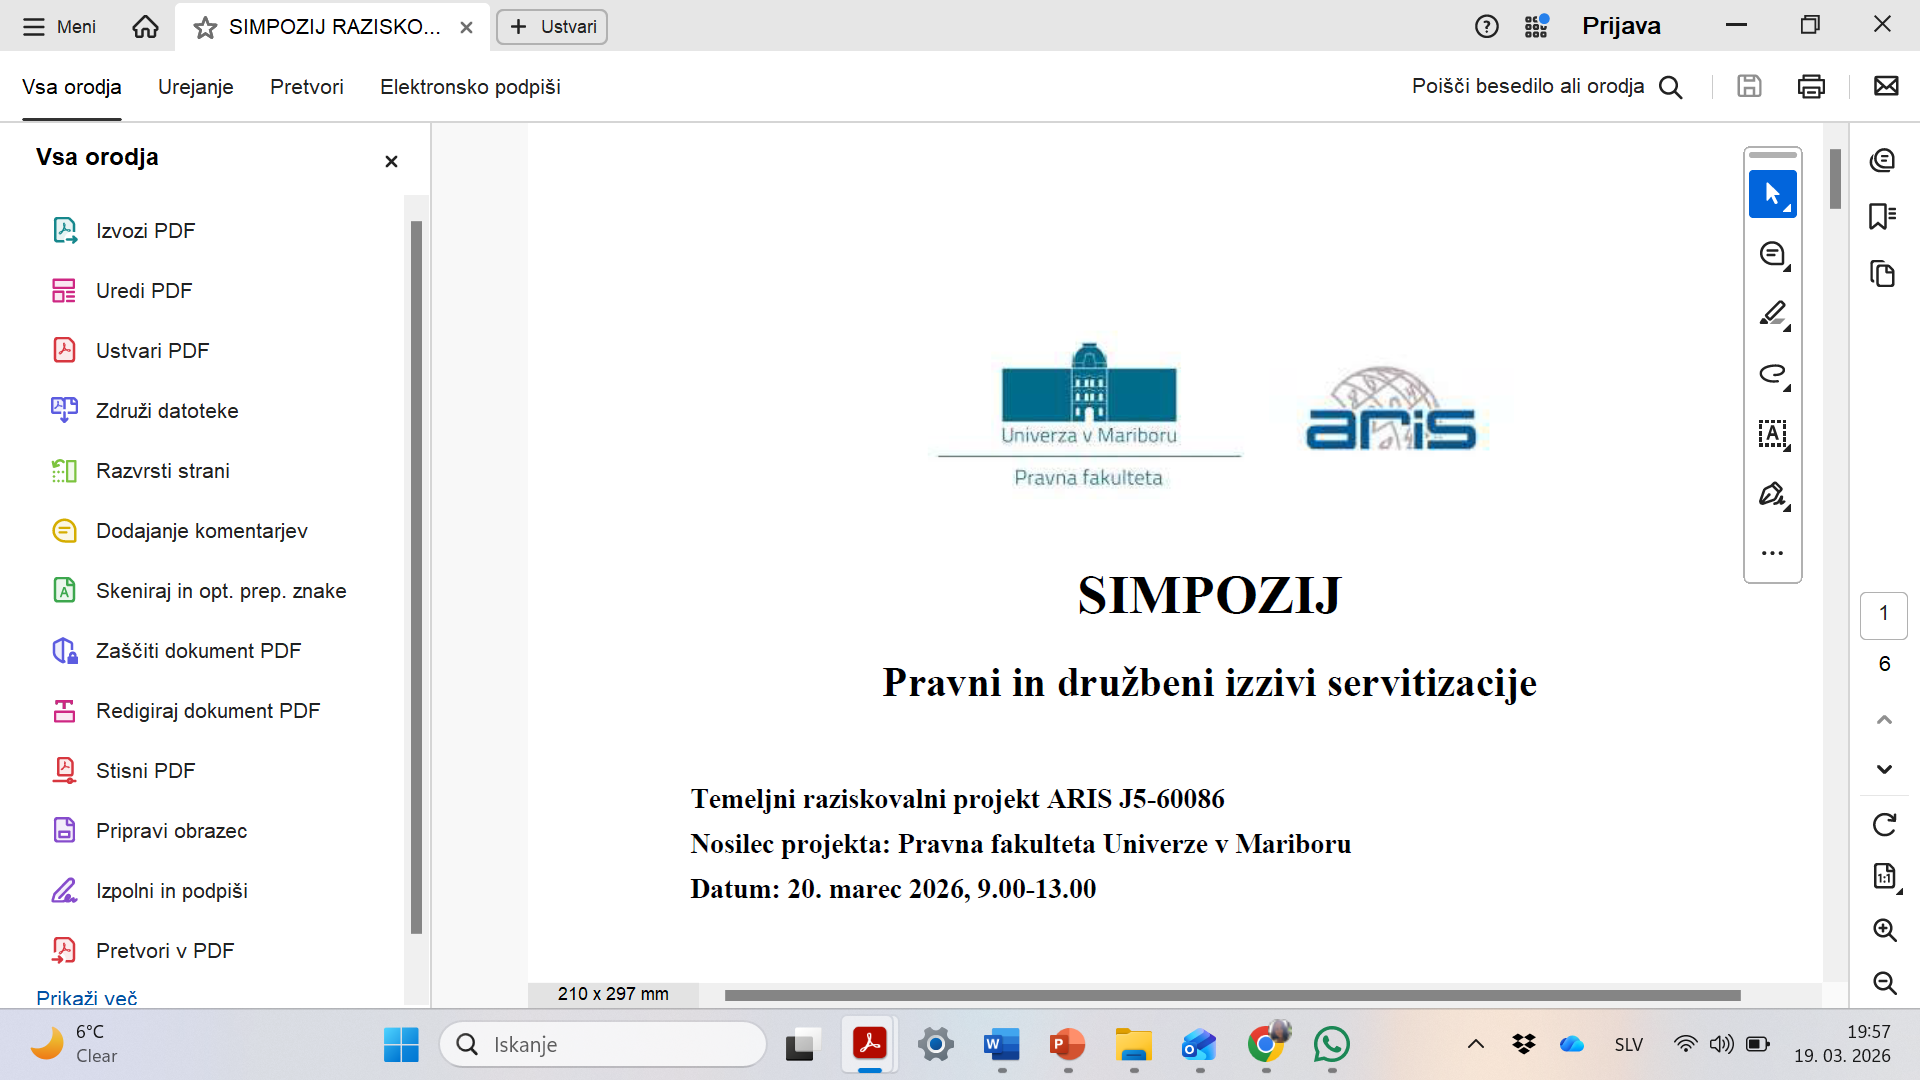 Meni
SIMPOZIJ RAZISKO...
Ustvari
Prijava
Vsa orodja
Urejanje
Pretvori
Elektronsko podpiši
Poišči besedilo ali orodja
Vsa orodja
Izvozi PDF
Uredi PDF
Ustvari PDF
Združi datoteke
Razvrsti strani
Dodajanje komentarjev
Skeniraj in opt. prep. znake
Zaščiti dokument PDF
Redigiraj dokument PDF
Stisni PDF
Pripravi obrazec
Izpolni in podpiši
Pretvori v PDF
Prikaži več
Univerza v Mariboru
Pravna fakulteta
aris
SIMPOZIJ
Pravni in družbeni izzivi servitizacije
Temeljni raziskovalni projekt ARIS J5-60086
Nosilec projekta: Pravna fakulteta Univerze v Mariboru
Datum: 20. marec 2026, 9.00-13.00
210 x 297 mm
1
6
1:1
6°C
Clear
Iskanje
SLV
19:57
19. 03. 2026